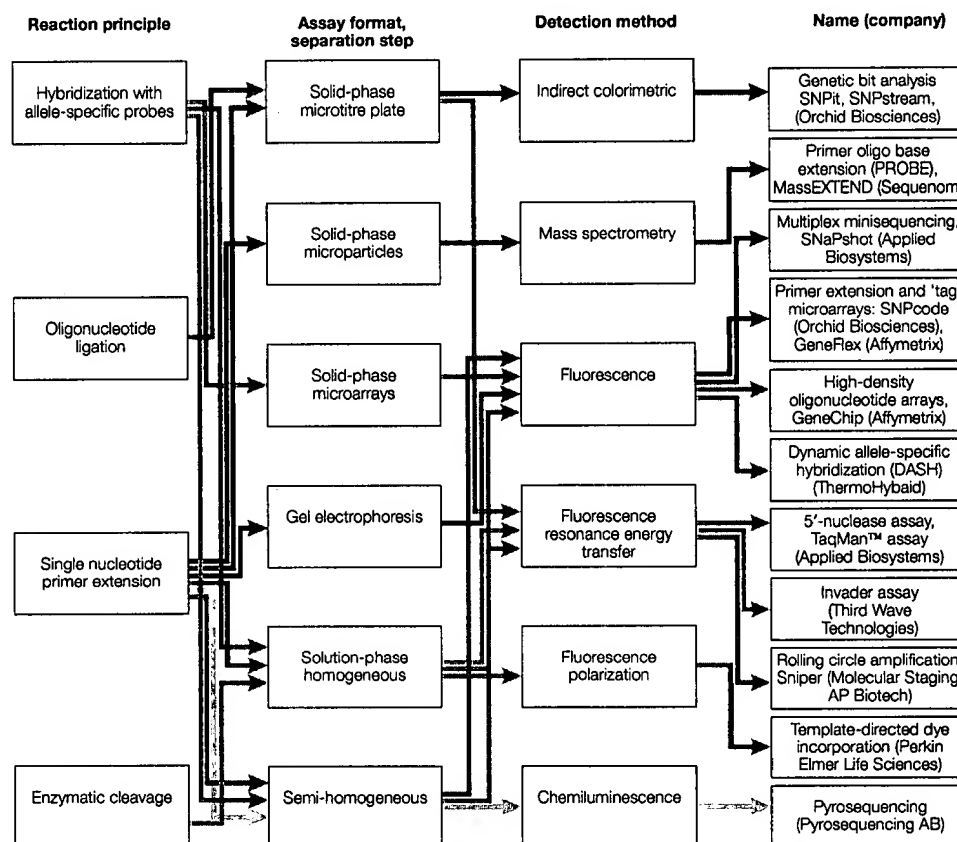 Reaction principle
Assay format,
separation step
Detection method
Name (company)
Hybridization with
allele-specific probes
Oligonucleotide
ligation
Single nucleotide
primer extension
Enzymatic cleavage
Solid-phase
microtitre plate
Solid-phase
microparticles
Solid-phase
microarrays
Gel electrophoresis
Solution-phase
homogeneous
Semi-homogeneous
Indirect colorimetric
Mass spectrometry
Fluorescence
Fluorescence
resonance energy
transfer
Fluorescence
polarization
Chemiluminescence
Genetic bit analysis
SNPit, SNPstream,
(Orchid Biosciences)
Primer oligo base
extension (PROBE),
MassEXTEND (Sequenom
Multiplex minisequencing,
SNaPshot (Applied
Biosystems)
Primer extension and 'tag
microarrays: SNPcode
(Orchid Biosciences),
GeneFlex (Affymetrix)
High-density
oligonucleotide arrays,
GeneChip (Affymetrix)
Dynamic allele-specific
hybridization (DASH)
(ThermoHybaid)
5′-nuclease assay,
TaqMan™ assay
(Applied Biosystems)
Invader assay
(Third Wave
Technologies)
Rolling circle amplification
Sniper (Molecular Staging
AP Biotech)
Template-directed dye
incorporation (Perkin
Elmer Life Sciences)
Pyrosequencing
(Pyrosequencing AB)